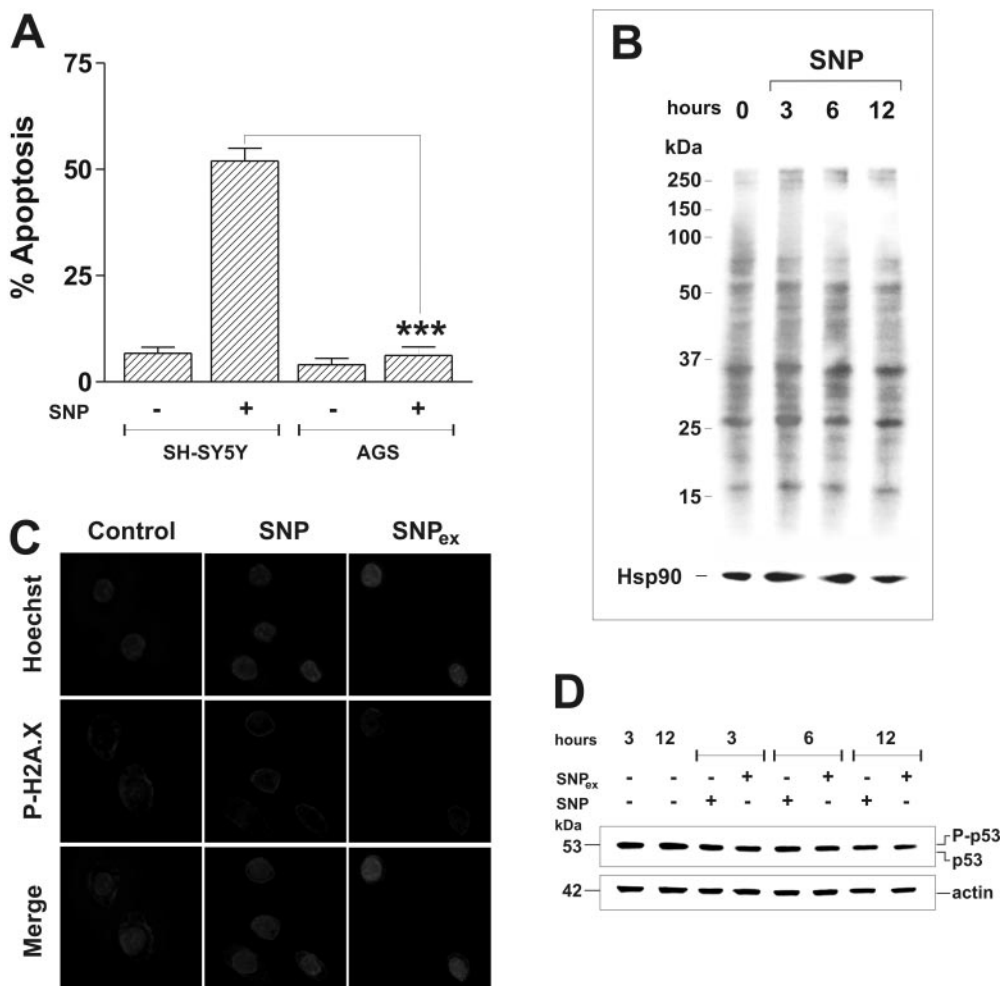 A
75
50
25
0
% Apoptosis
***
SNP - + - +
SH-SY5Y AGS
B
SNP
hours 0 3 6 12
kDa
250
150
100
50
37
25
15
Hsp90
C
Control SNP SNPex
Hoechst
P-H2A.X
Merge
D
hours 3 12 3 6 12
SNPex - - - + - + - +
SNP - - + - + - + -
kDa
53 P-p53
p53
42 actin